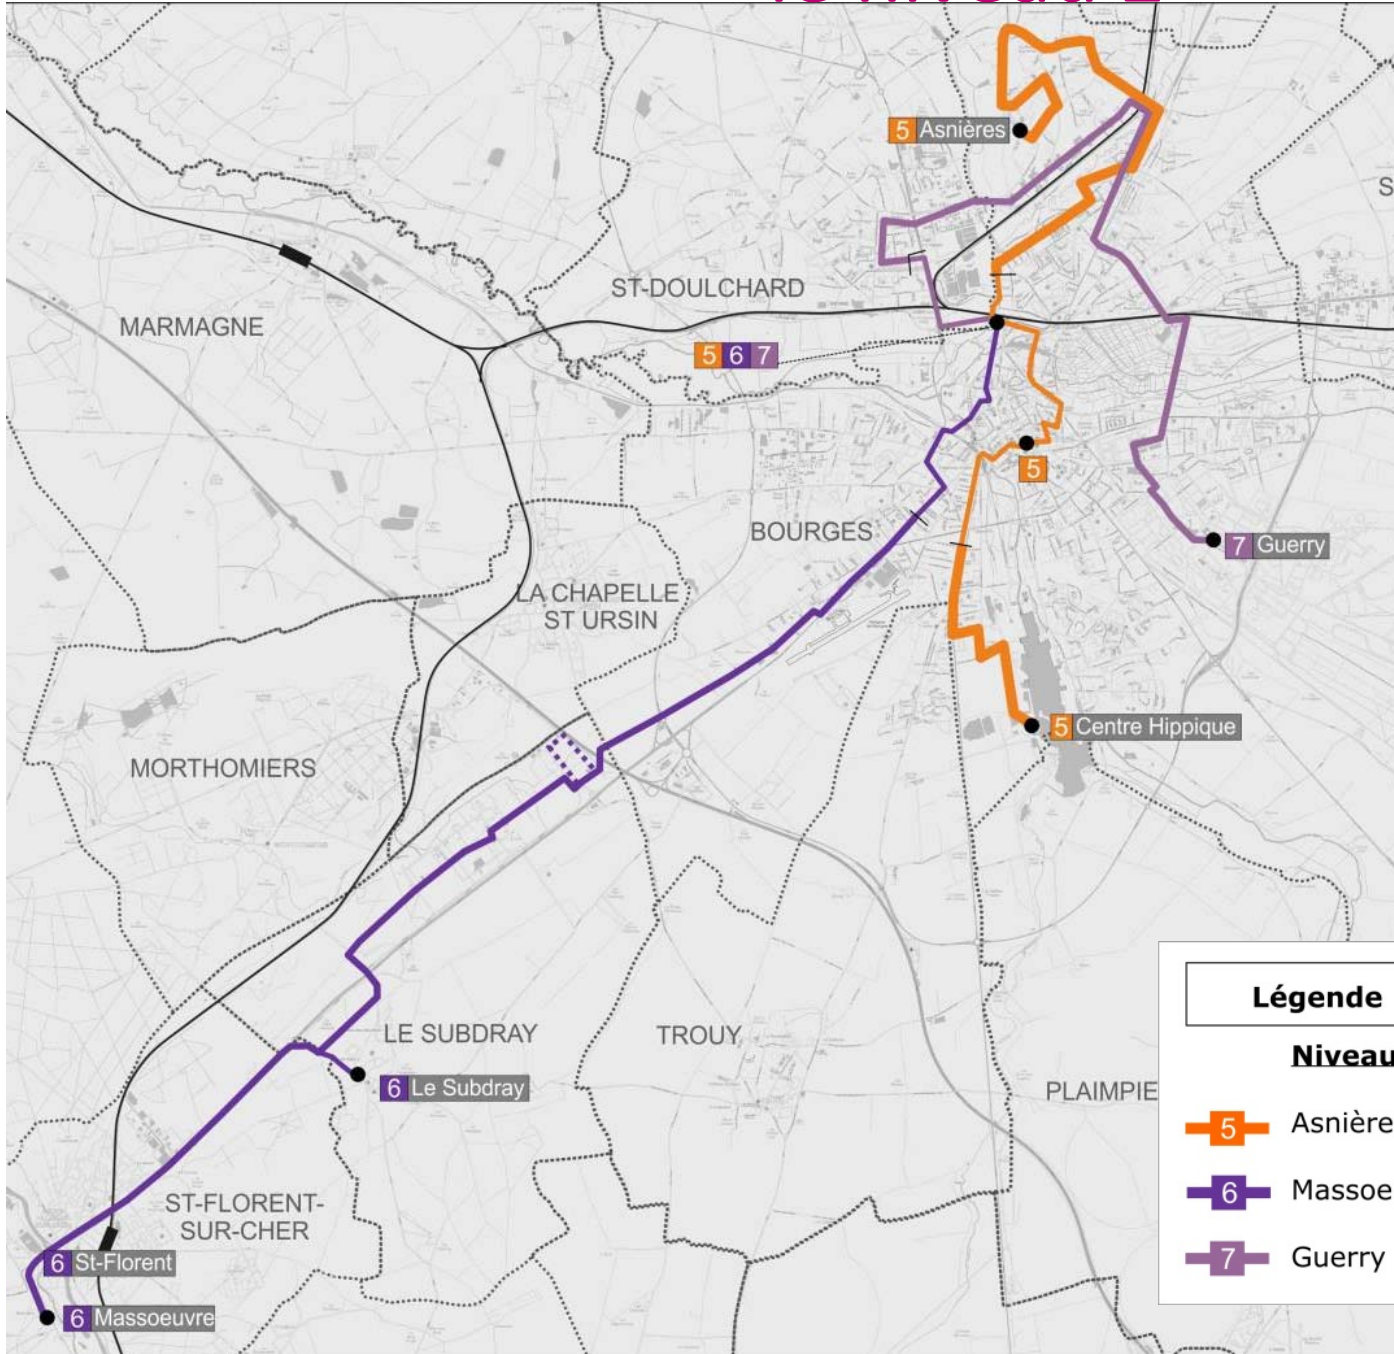 5 Asnières
ST-DOULCHARD
MARMAGNE
5 6 7
5
BOURGES
7 Guerry
LA CHAPELLE
ST URSIN
5 Centre Hippique
MORTHOMIERS
LE SUBDRAY
TROUY
6 Le Subdray
PLAIMPIE
ST-FLORENT-
SUR-CHER
6 St-Florent
6 Massoeuvre
Légende
Niveau
5 Asnière
6 Massoe
7 Guerry